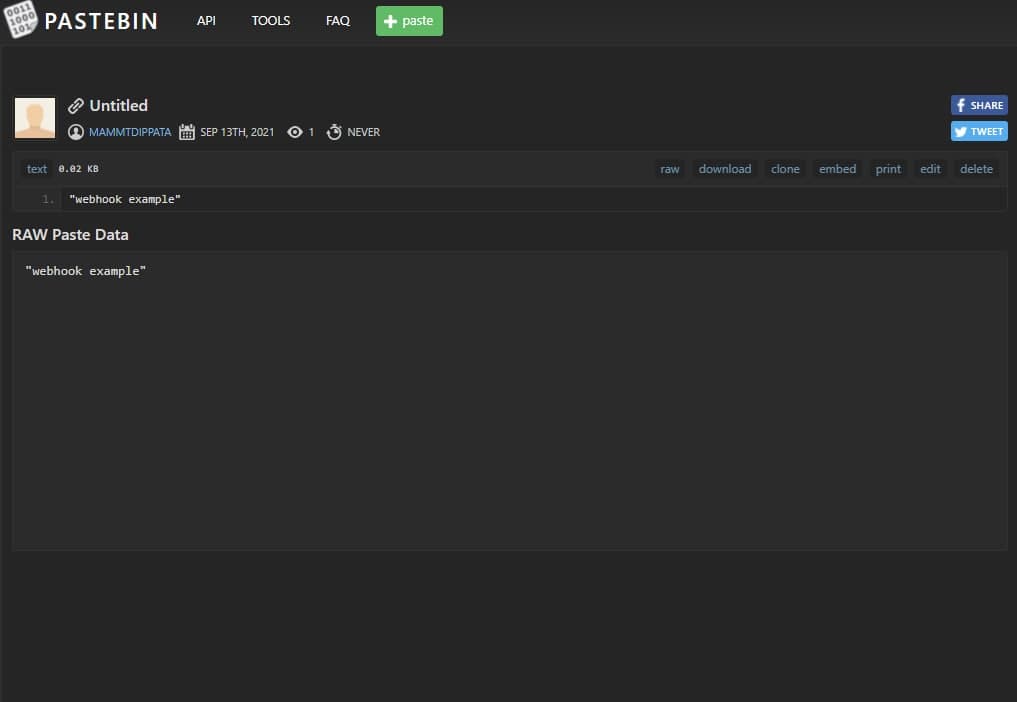 0011
1000
101
PASTEBIN API TOOLS FAQ + paste
Untitled
SHARE
MAMMTDIPPATA SEP 13TH, 2021 1 NEVER
TWEET
text 0.02 KB raw download clone embed print edit delete
1. "webhook example"
RAW Paste Data
"webhook example"